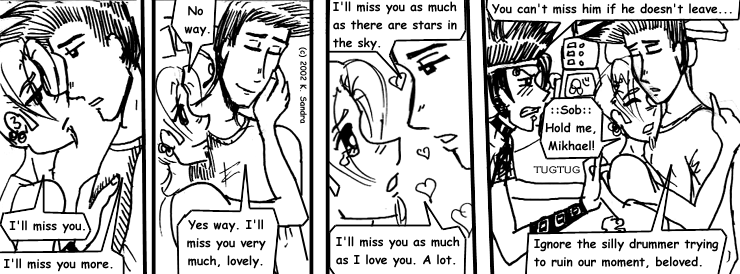 I'll miss you.
I'll miss you more.
No
way.
Yes way. I'll
miss you very
much, lovely.
(c) 2002 K. Sandra
I'll miss you as much
as there are stars in
the sky.
I'll miss you as much
as I love you. A lot.
You can't miss him if he doesn't leave...
::Sob::
Hold me,
Mikhael!
TUGTUG
Ignore the silly drummer trying
to ruin our moment, beloved.